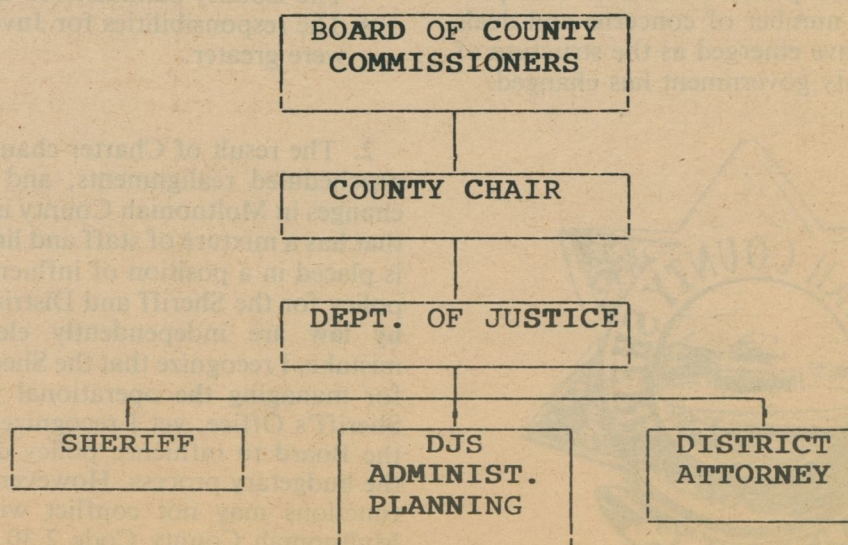 BOARD OF COUNTY
COMMISSIONERS
COUNTY CHAIR
DEPT. OF JUSTICE
SHERIFF
DJS
ADMINIST.
PLANNING
DISTRICT
ATTORNEY